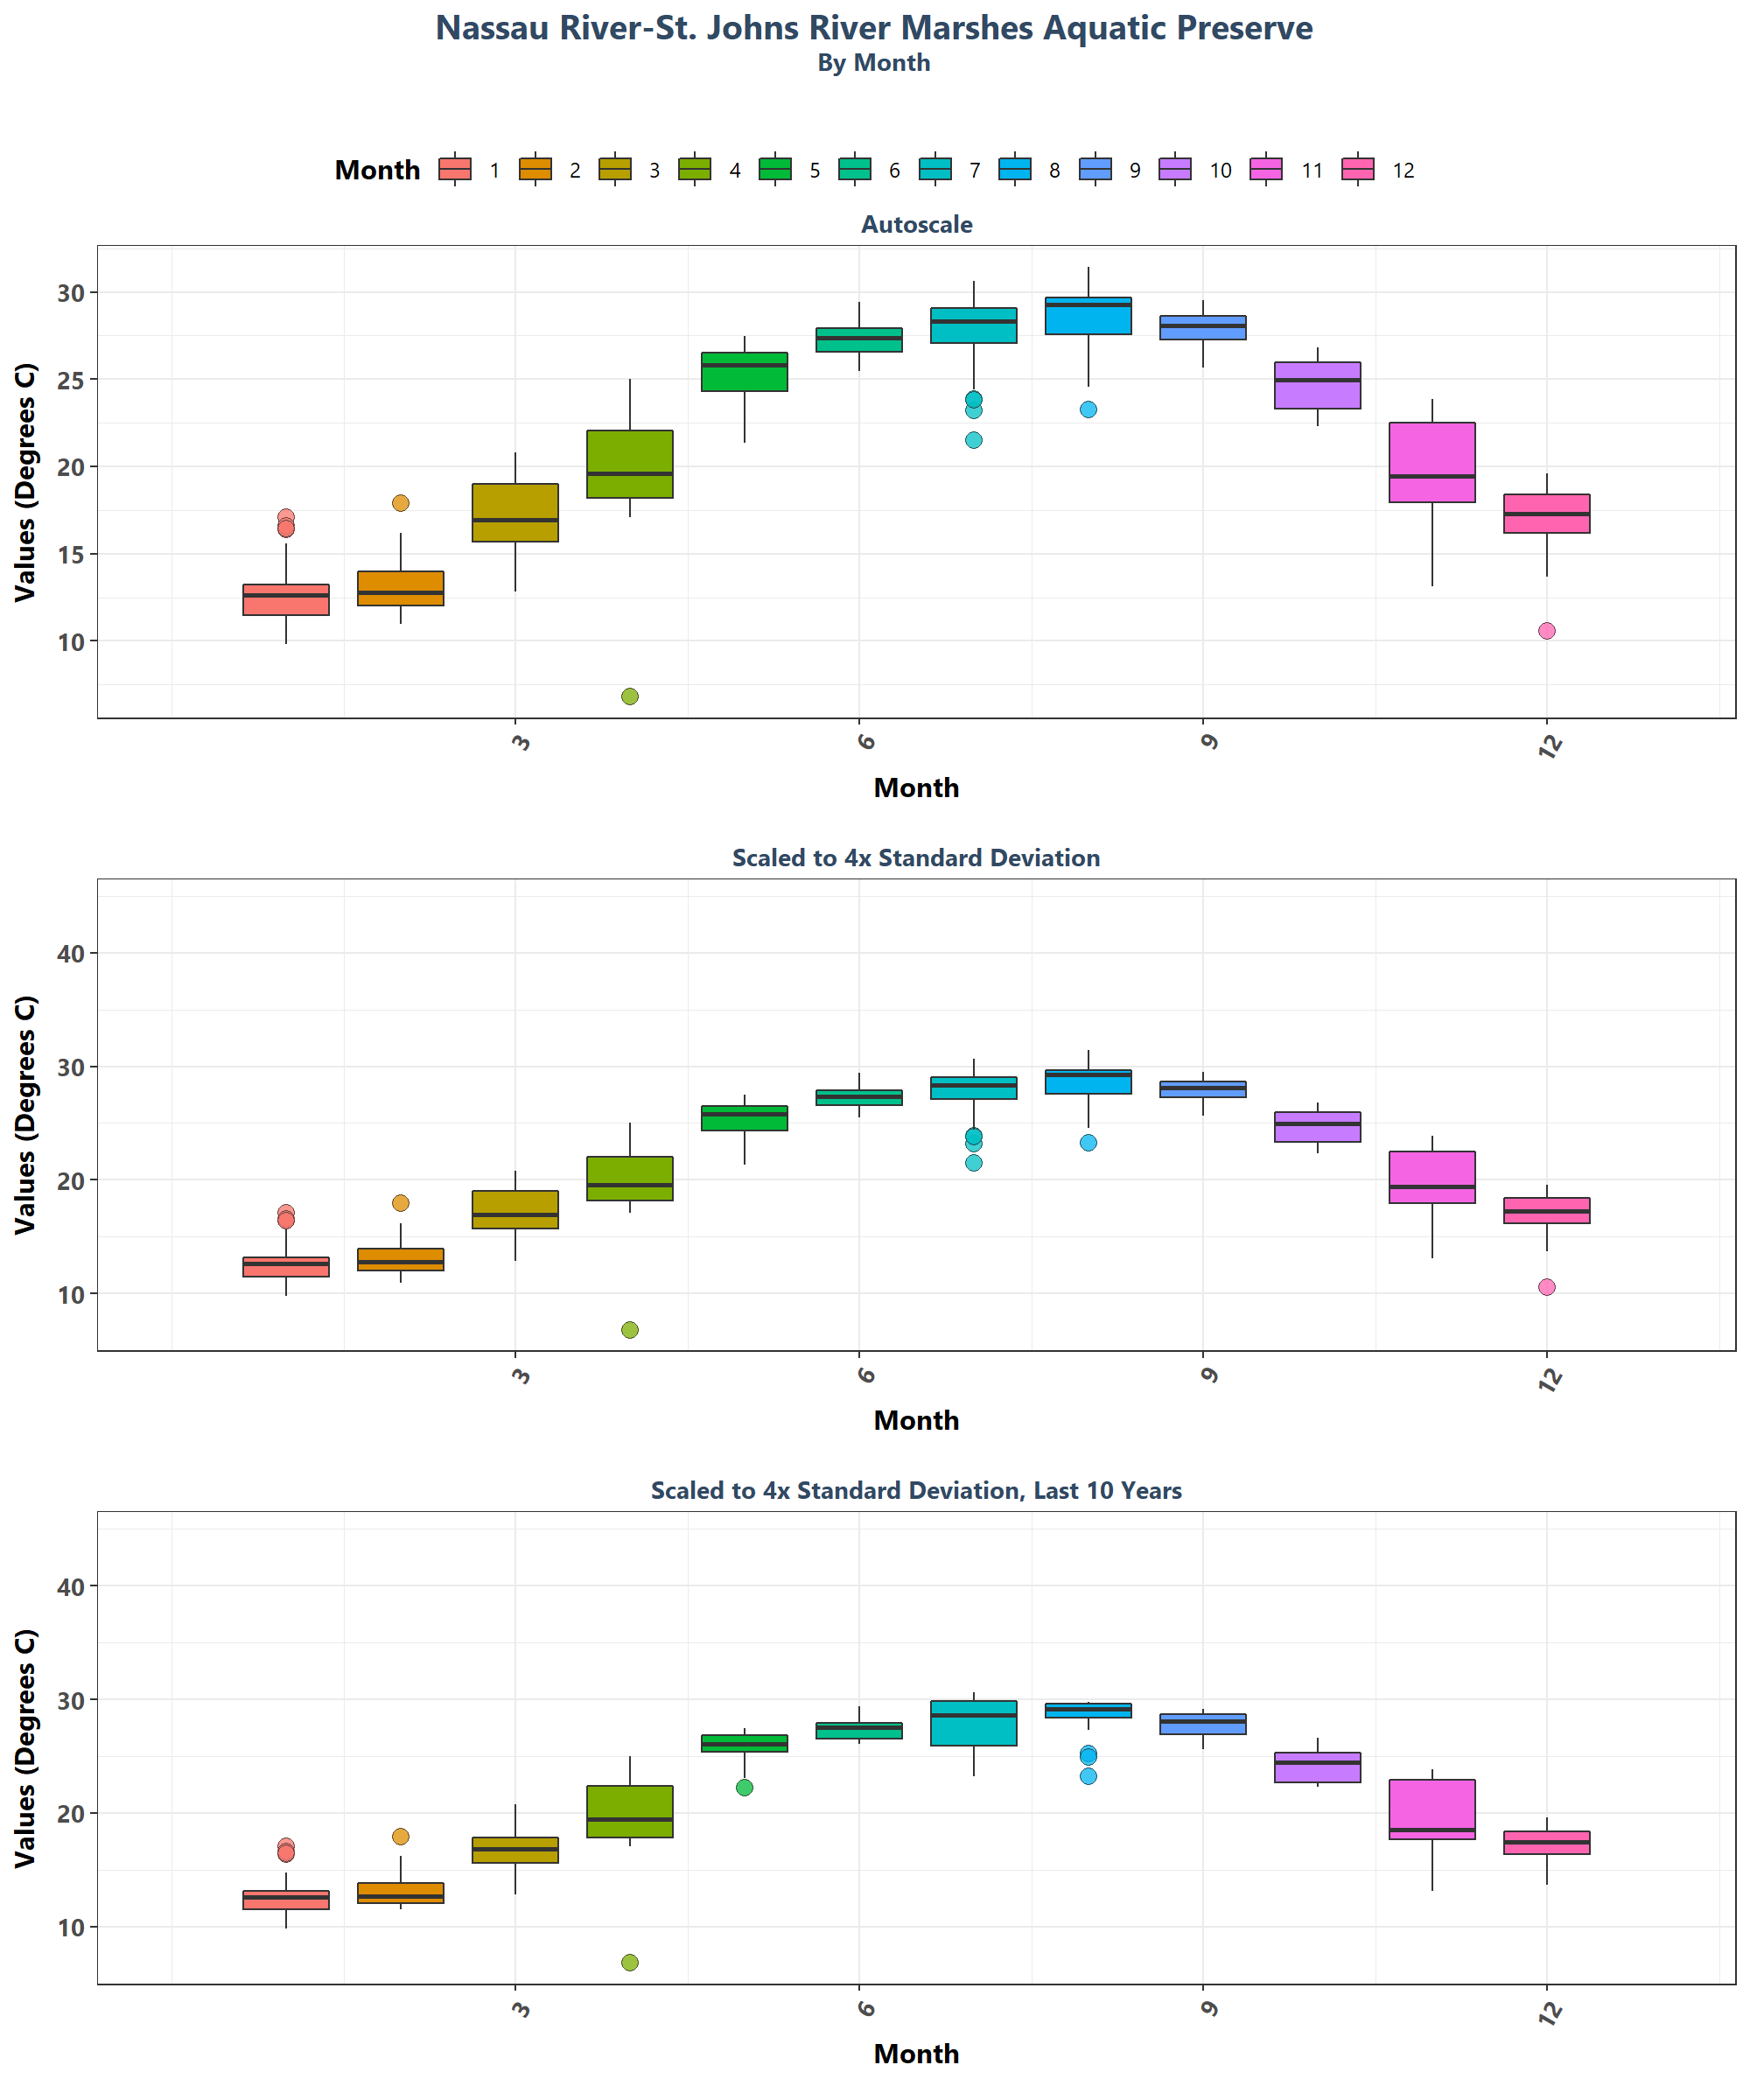 Nassau River-St. Johns River Marshes Aquatic Preserve
By Month
Month 1 2 3 4 5 6 7 8 9 10 11 12
Autoscale
Values (Degrees C)
30
25
20
15
10
3 6 9 12
Month
Scaled to 4x Standard Deviation
Values (Degrees C)
40
30
20
10
3 6 9 12
Month
Scaled to 4x Standard Deviation, Last 10 Years
Values (Degrees C)
40
30
20
10
3 6 9 12
Month